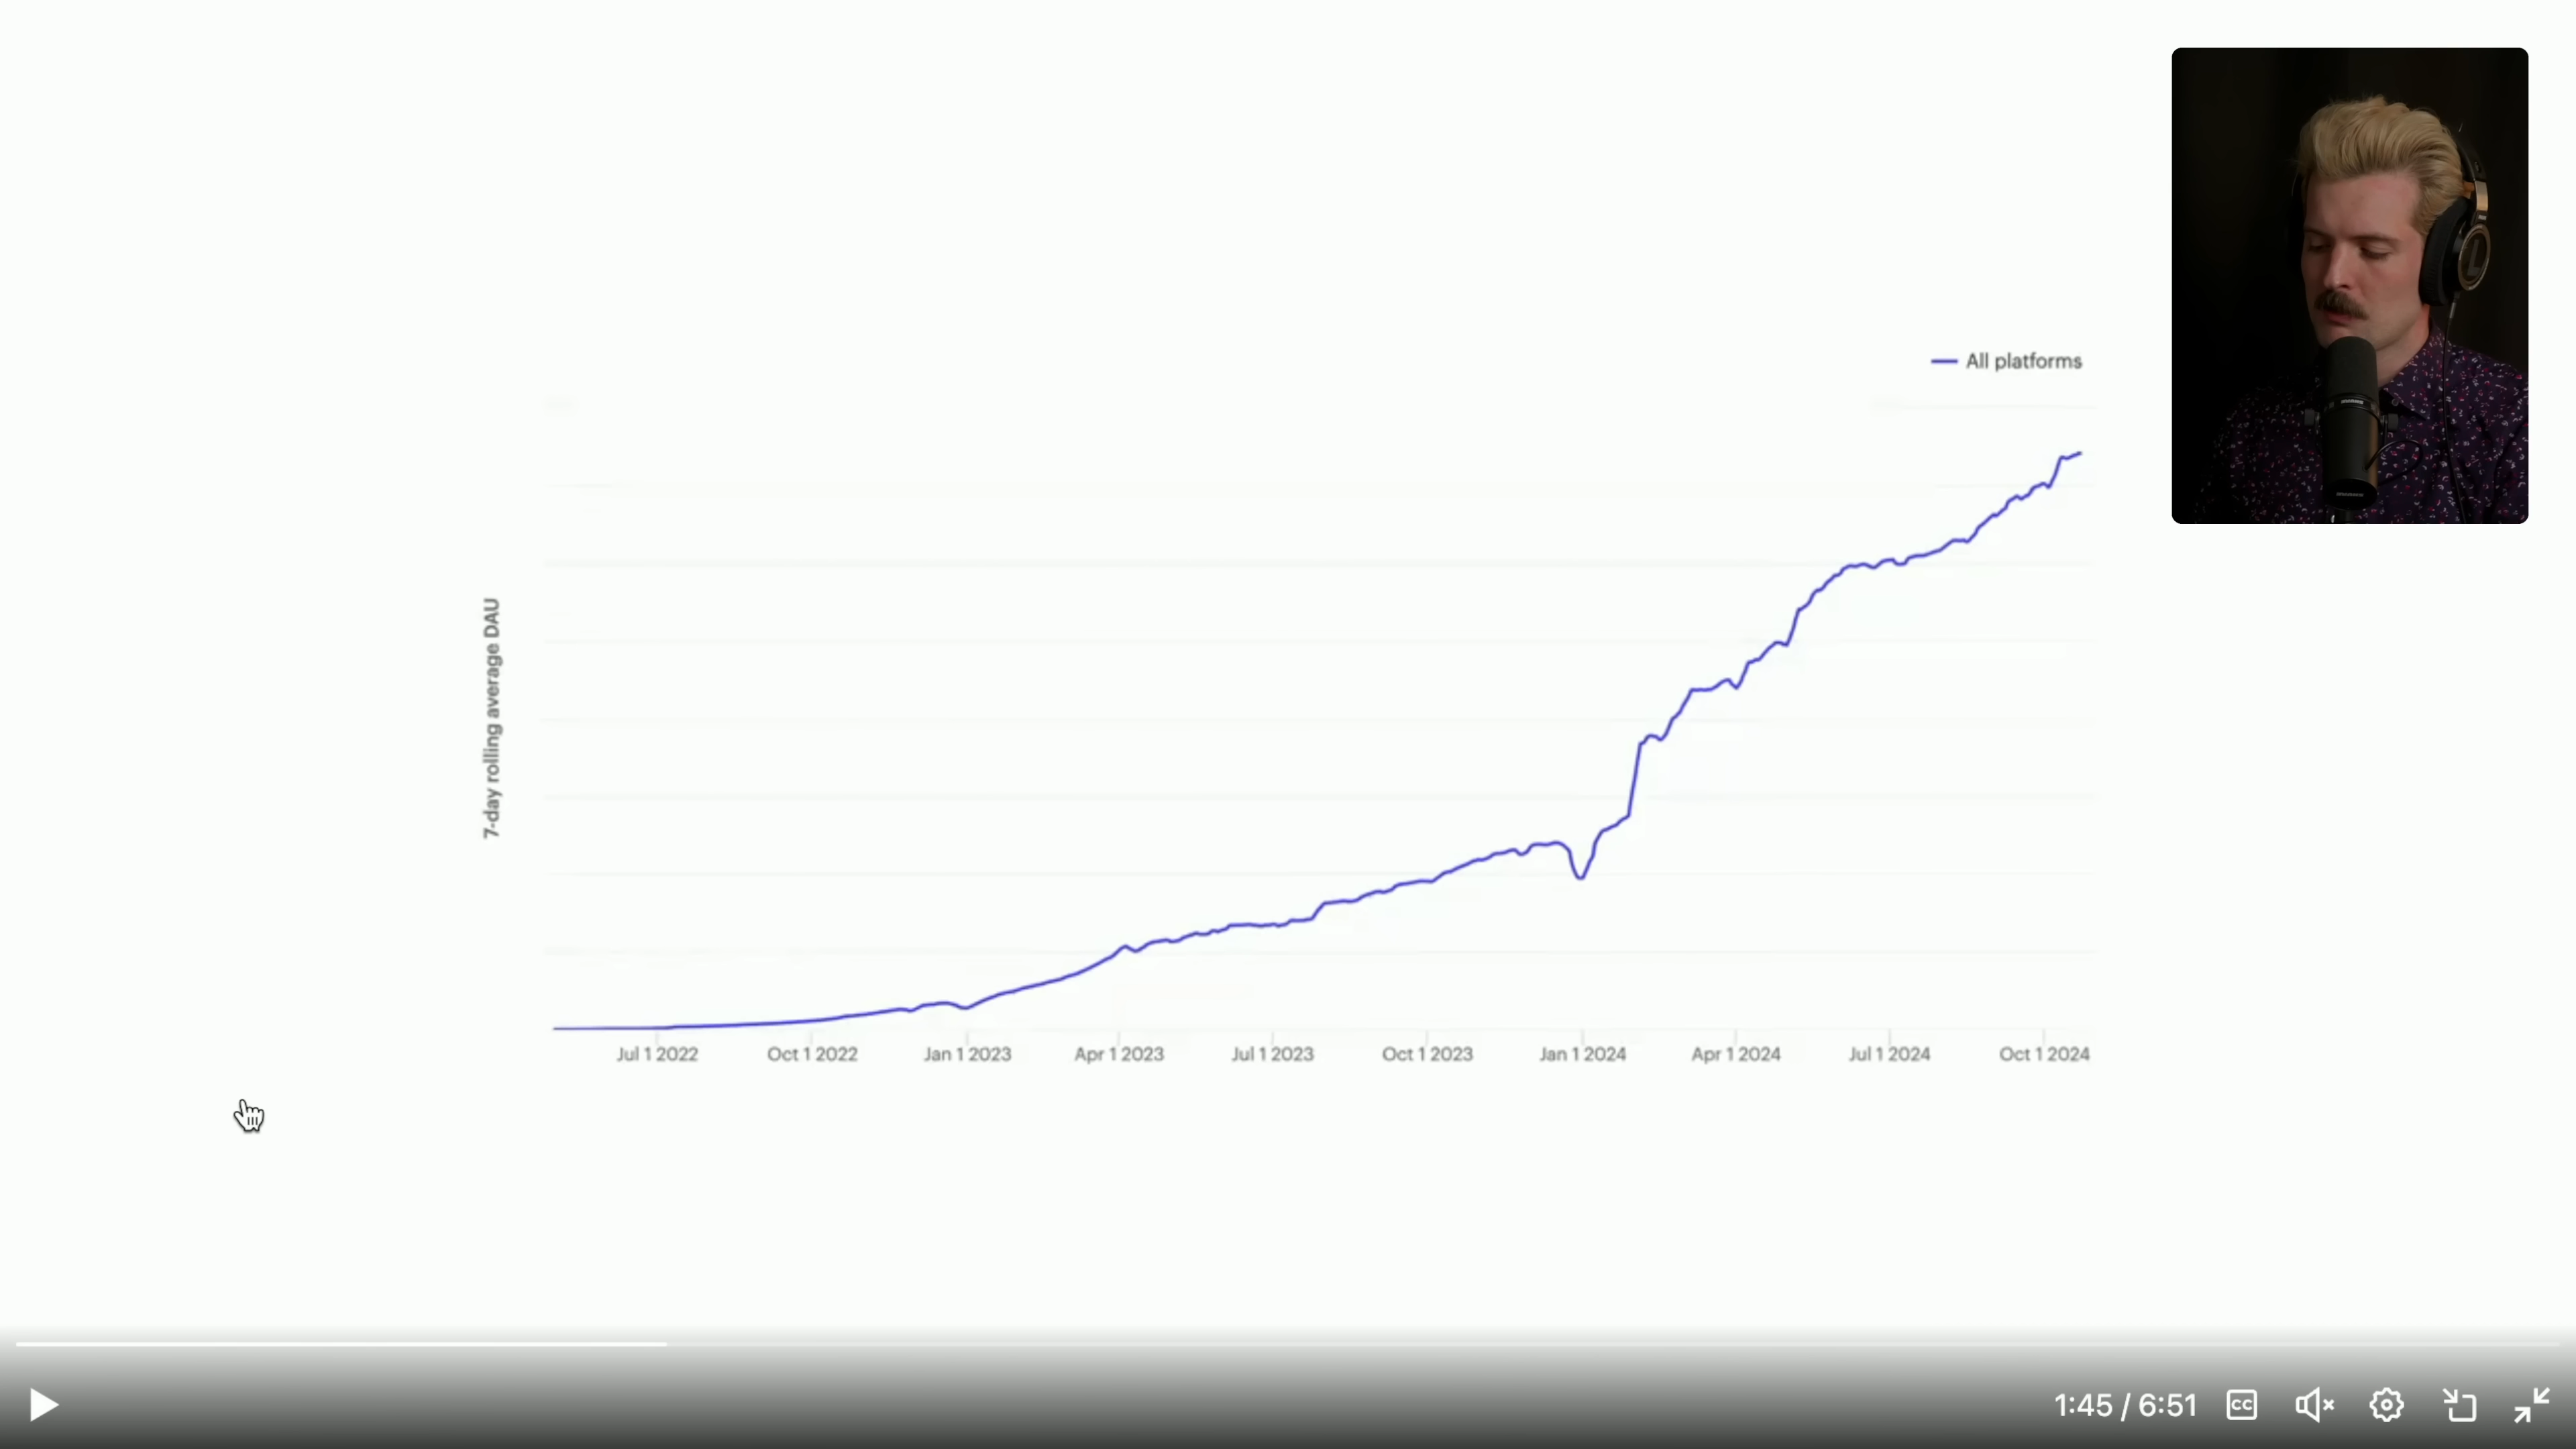 All platforms
7-day rolling average DAU
Jul 1 2022
Oct 1 2022
Jan 1 2023
Apr 1 2023
Jul 1 2023
Oct 1 2023
Jan 1 2024
Apr 1 2024
Jul 1 2024
Oct 1 2024
1:45 / 6:51
CC